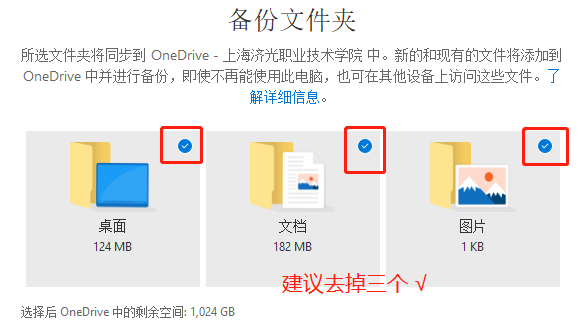 备份文件夹
所选文件夹将同步到 OneDrive - 上海济光职业技术学院 中。新的和现有的文件将添加到
OneDrive 中并进行备份，即使不再能使用此电脑，也可在其他设备上访问这些文件。了
解详细信息。
桌面 文档 图片
124 MB 182 MB 1 KB
建议去掉三个 √
选择后 OneDrive 中的剩余空间: 1,024 GB